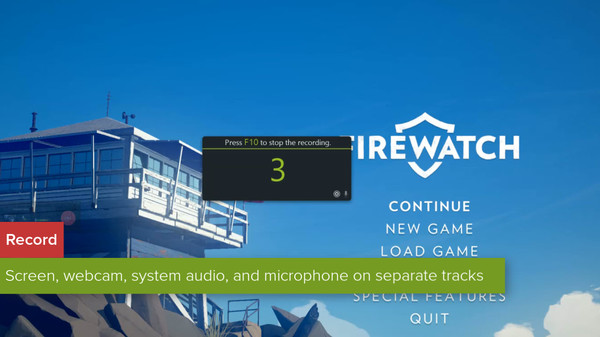 Press F10 to stop the recording.
3
FIREWATCH
CONTINUE
NEW GAME
LOAD GAME
Record
Screen, webcam, system audio, and microphone on separate tracks
SPECIAL FEATURES
QUIT